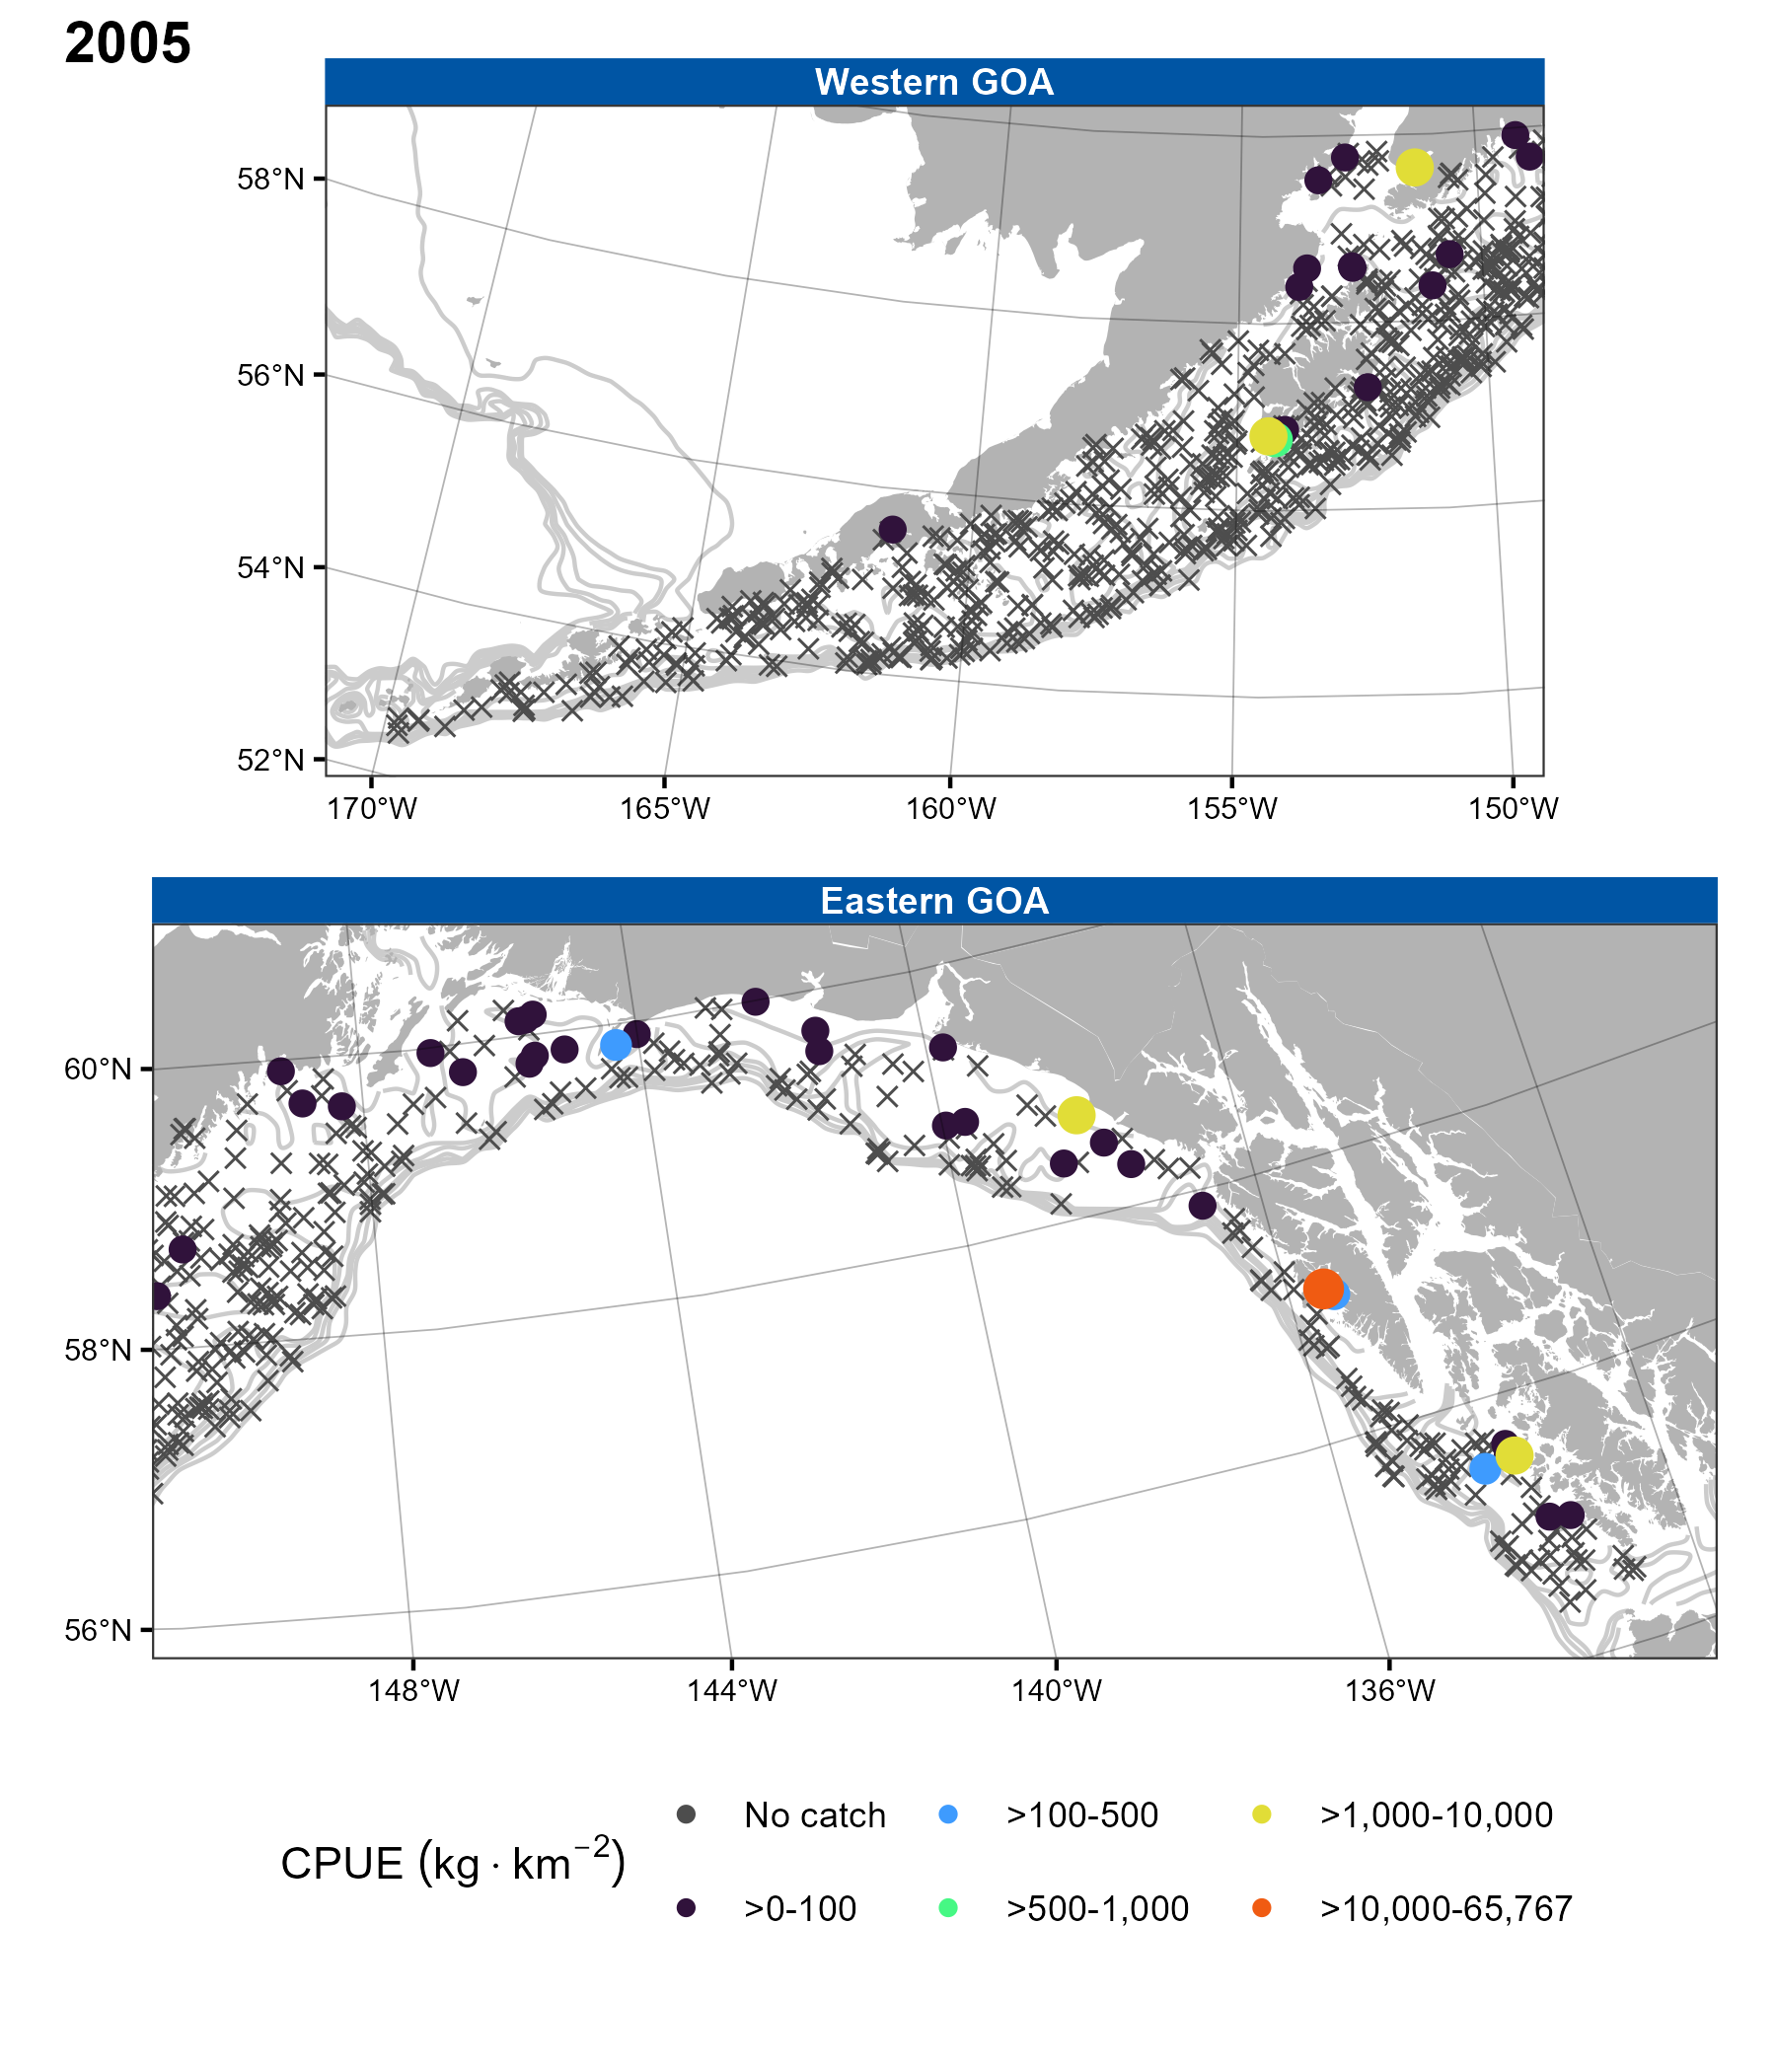 2005
Western GOA
58°N
56°N
54°N
52°N
170°W 165°W 160°W 155°W 150°W
Eastern GOA
60°N
58°N
56°N
148°W 144°W 140°W 136°W
CPUE (kg · km⁻²)
No catch >100-500 >1,000-10,000
>0-100 >500-1,000 >10,000-65,767